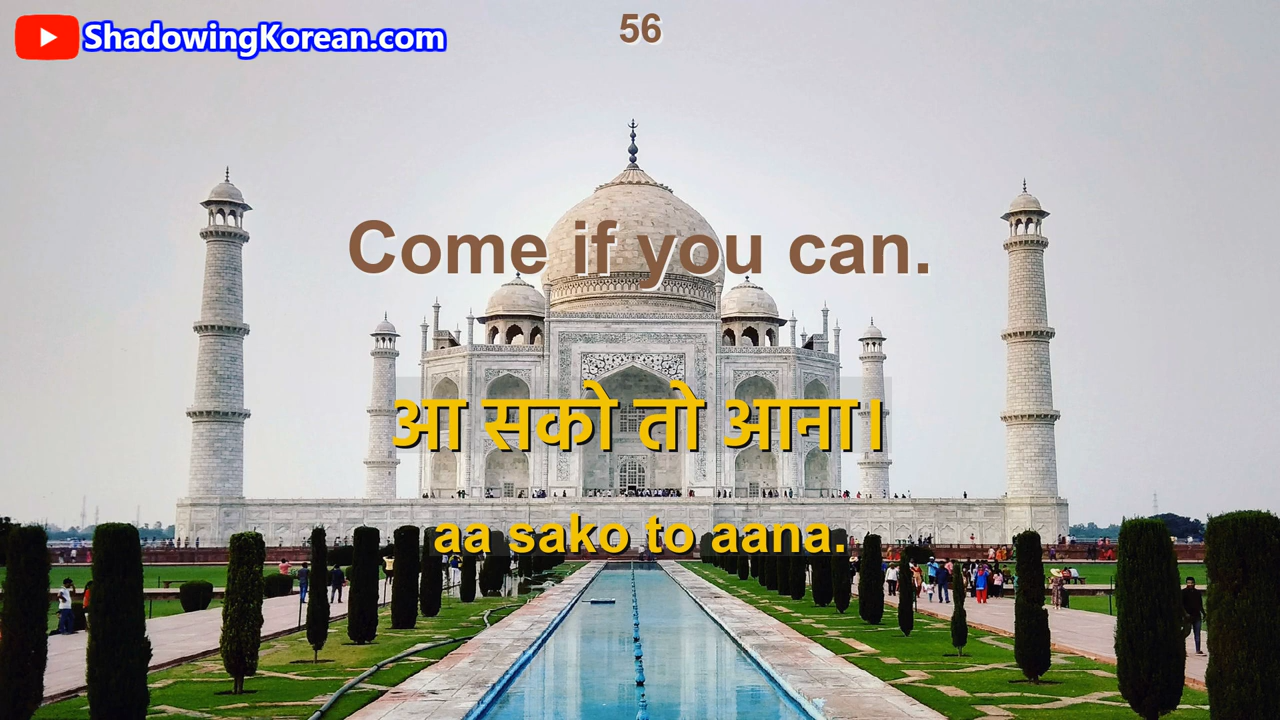 ShadowingKorean.com
56
Come if you can.
आ सको तो आना।
aa sako to aana.